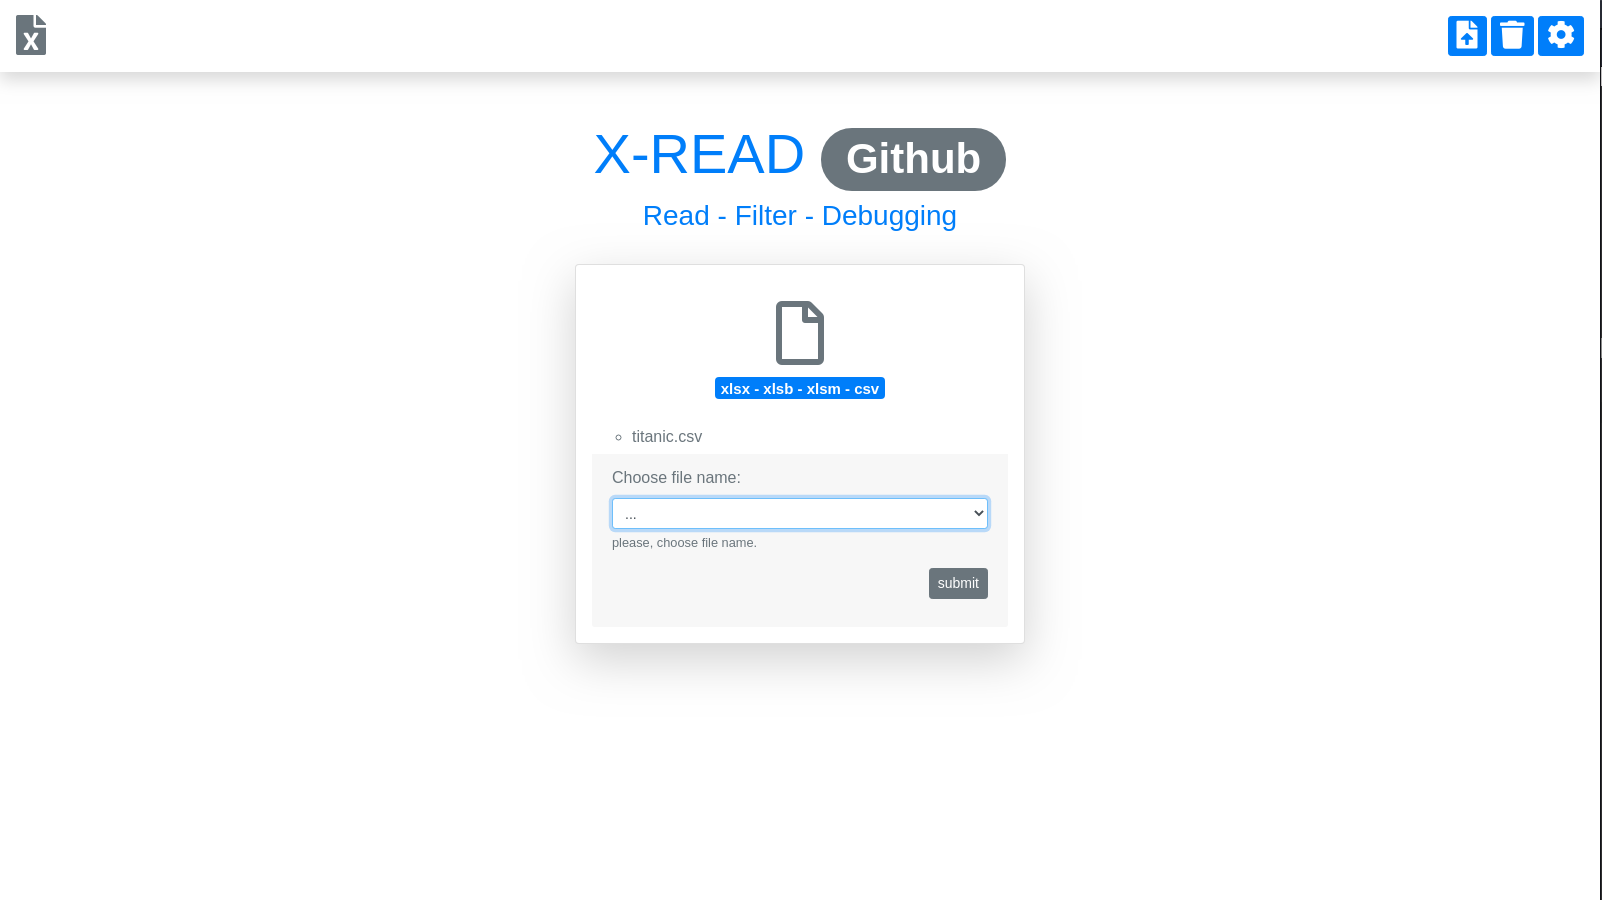 X
X-READ Github
Read - Filter - Debugging
xlsx - xlsb - xlsm - csv
titanic.csv
Choose file name:
...
please, choose file name.
submit